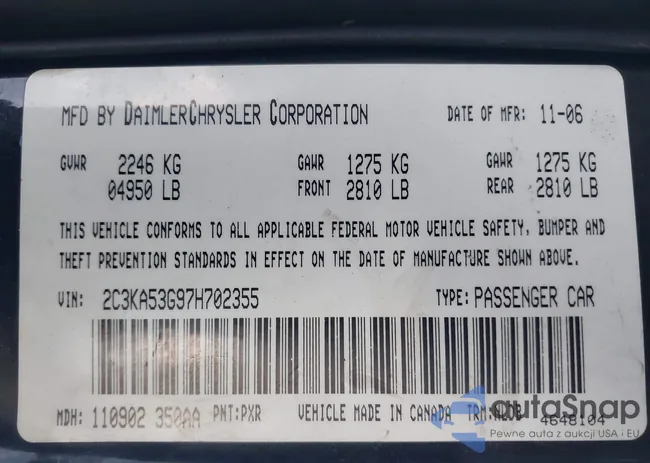 MFD BY DAIMLERCHRYSLER CORPORATION DATE OF MFR: 11-06
GVWR 2246 KG GAWR 1275 KG GAWR 1275 KG
04950 LB FRONT 2810 LB REAR 2810 LB
THIS VEHICLE CONFORMS TO ALL APPLICABLE FEDERAL MOTOR VEHICLE SAFETY, BUMPER AND
THEFT PREVENTION STANDARDS IN EFFECT ON THE DATE OF MANUFACTURE SHOWN ABOVE.
VIN: 2C3KA53G97H702355 TYPE: PASSENGER CAR
MDH: 110902 350AA PNT: PXR VEHICLE MADE IN CANADA TRM:
4648104
autoSnap
Pewne auta z aukcji USA i EU